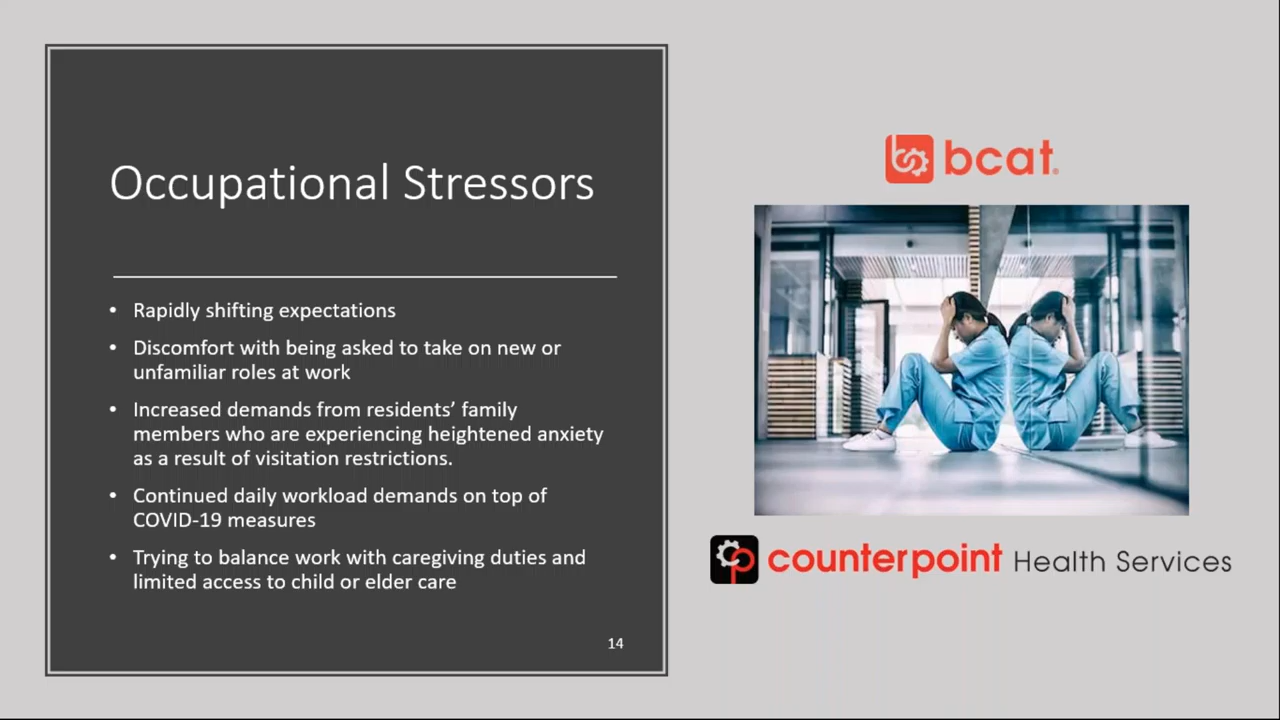 Occupational Stressors
• Rapidly shifting expectations
• Discomfort with being asked to take on new or
unfamiliar roles at work
• Increased demands from residents’ family
members who are experiencing heightened anxiety
as a result of visitation restrictions.
• Continued daily workload demands on top of
COVID-19 measures
• Trying to balance work with caregiving duties and
limited access to child or elder care
14
bcat®
counterpoint Health Services